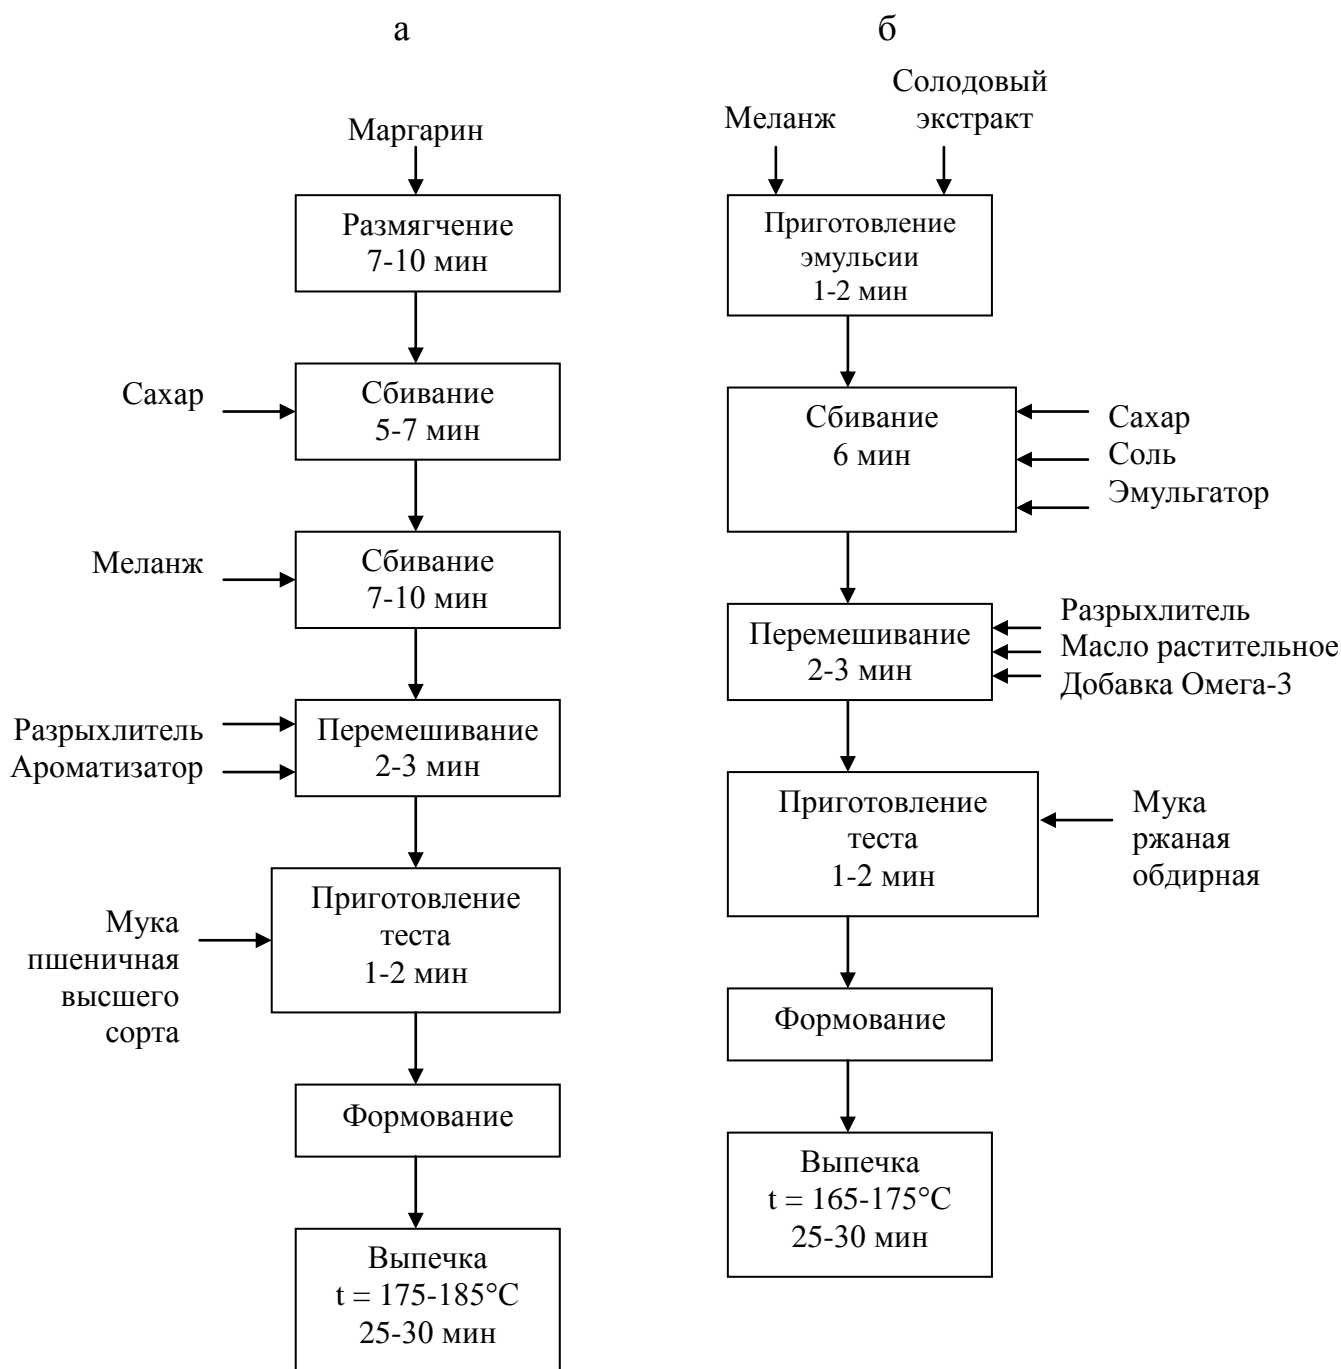 а
Маргарин
Размягчение
7-10 мин
Сахар
Сбивание
5-7 мин
Меланж
Сбивание
7-10 мин
Разрыхлитель
Ароматизатор
Перемешивание
2-3 мин
Мука
пшеничная
высшего
сорта
Приготовление
теста
1-2 мин
Формование
Выпечка
t = 175-185°С
25-30 мин
б
Меланж
Солодовый
экстракт
Приготовление
эмульсии
1-2 мин
Сбивание
6 мин
Сахар
Соль
Эмульгатор
Перемешивание
2-3 мин
Разрыхлитель
Масло растительное
Добавка Омега-3
Приготовление
теста
1-2 мин
Мука
ржаная
обдирная
Формование
Выпечка
t = 165-175°С
25-30 мин